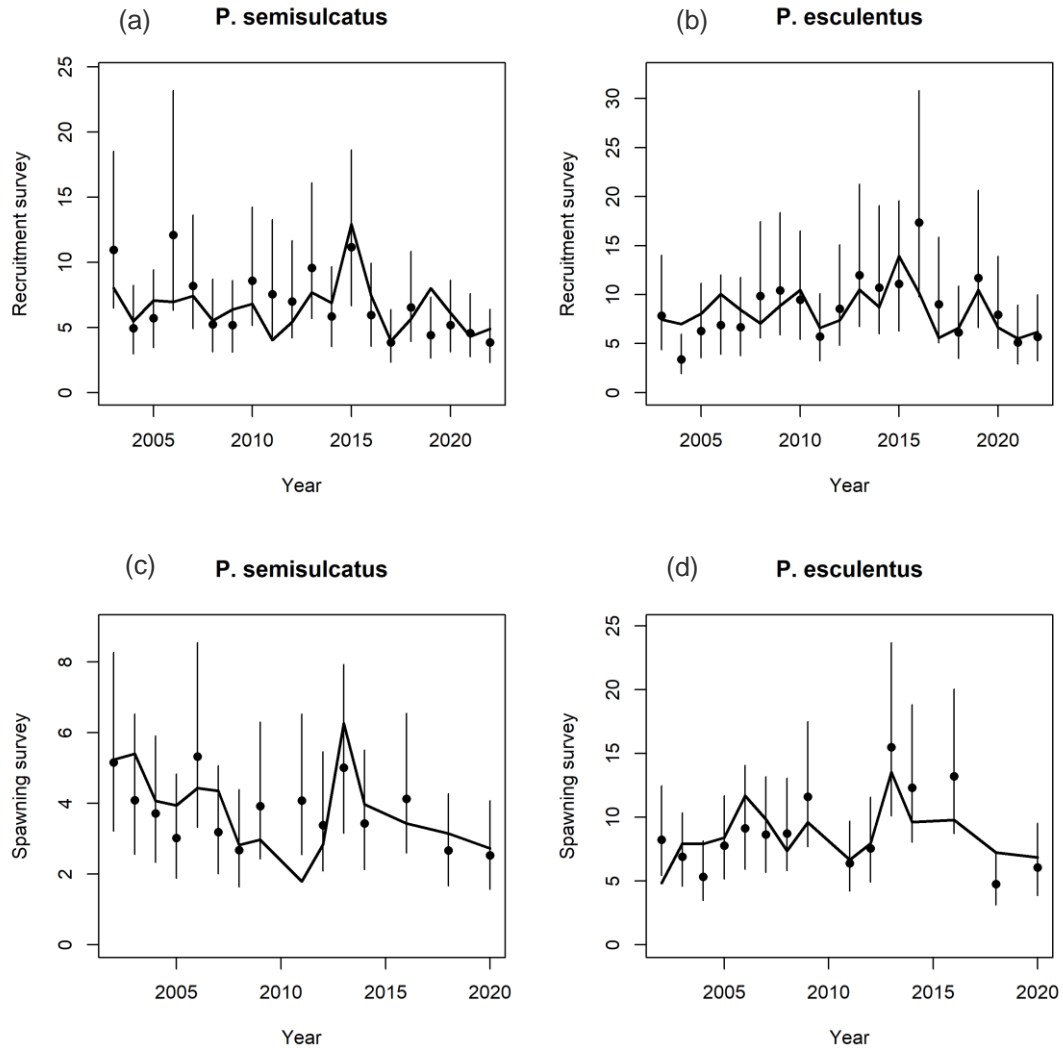 (a) P. semisulcatus
Recruitment survey
25
20
15
10
5
0
2005 2010 2015 2020
Year
(b) P. esculentus
Recruitment survey
30
25
20
15
10
5
0
2005 2010 2015 2020
Year
(c) P. semisulcatus
Spawning survey
8
6
4
2
0
2005 2010 2015 2020
Year
(d) P. esculentus
Spawning survey
25
20
15
10
5
0
2005 2010 2015 2020
Year